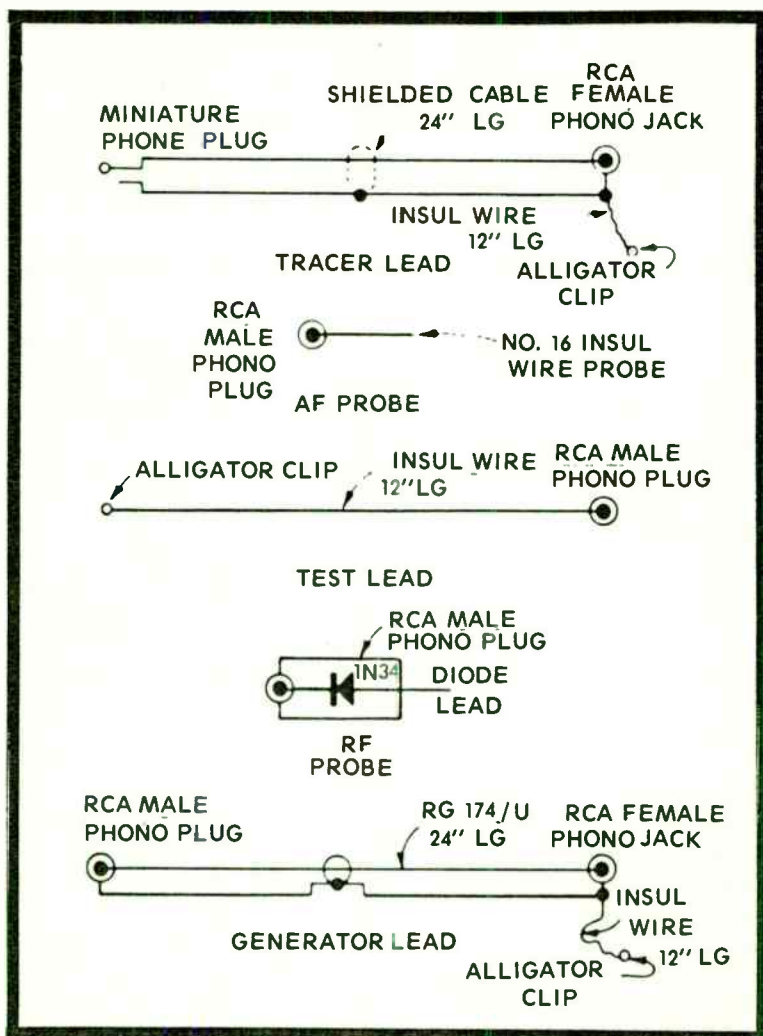 MINIATURE
PHONE PLUG
SHIELDED CABLE
24" LG
RCA
FEMALE
PHONO JACK
INSUL WIRE
12" LG
ALLIGATOR
CLIP
TRACER LEAD
RCA
MALE
PHONO
PLUG
NO. 16 INSUL
WIRE PROBE
AF PROBE
ALLIGATOR CLIP
INSUL WIRE
12" LG
RCA MALE
PHONO PLUG
TEST LEAD
RCA MALE
PHONO PLUG
1N34
DIODE
LEAD
RF
PROBE
RCA MALE
PHONO PLUG
RG 174/U
24" LG
RCA FEMALE
PHONO JACK
INSUL
WIRE
12" LG
ALLIGATOR
CLIP
GENERATOR LEAD